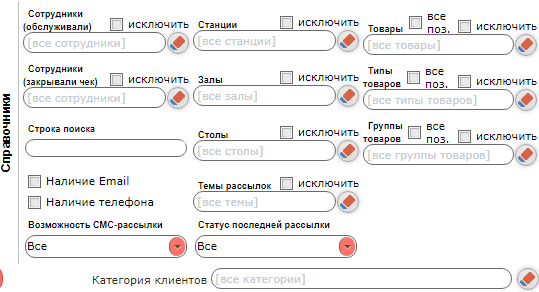 Справочники
Сотрудники
(обслуживали) исключить
[все сотрудники]
Станции исключить
[все станции]
Товары все поз. исключить
[все товары]
Сотрудники
(закрывали чек) исключить
[все сотрудники]
Залы исключить
[все залы]
Типы товаров все поз. исключить
[все типы товаров]
Строка поиска
Столы исключить
[все столы]
Группы товаров все поз. исключить
[все группы товаров]
Наличие Email
Наличие телефона
Темы рассылок исключить
[все темы]
Возможность СМС-рассылки
Все
Статус последней рассылки
Все
Категория клиентов [все категории]